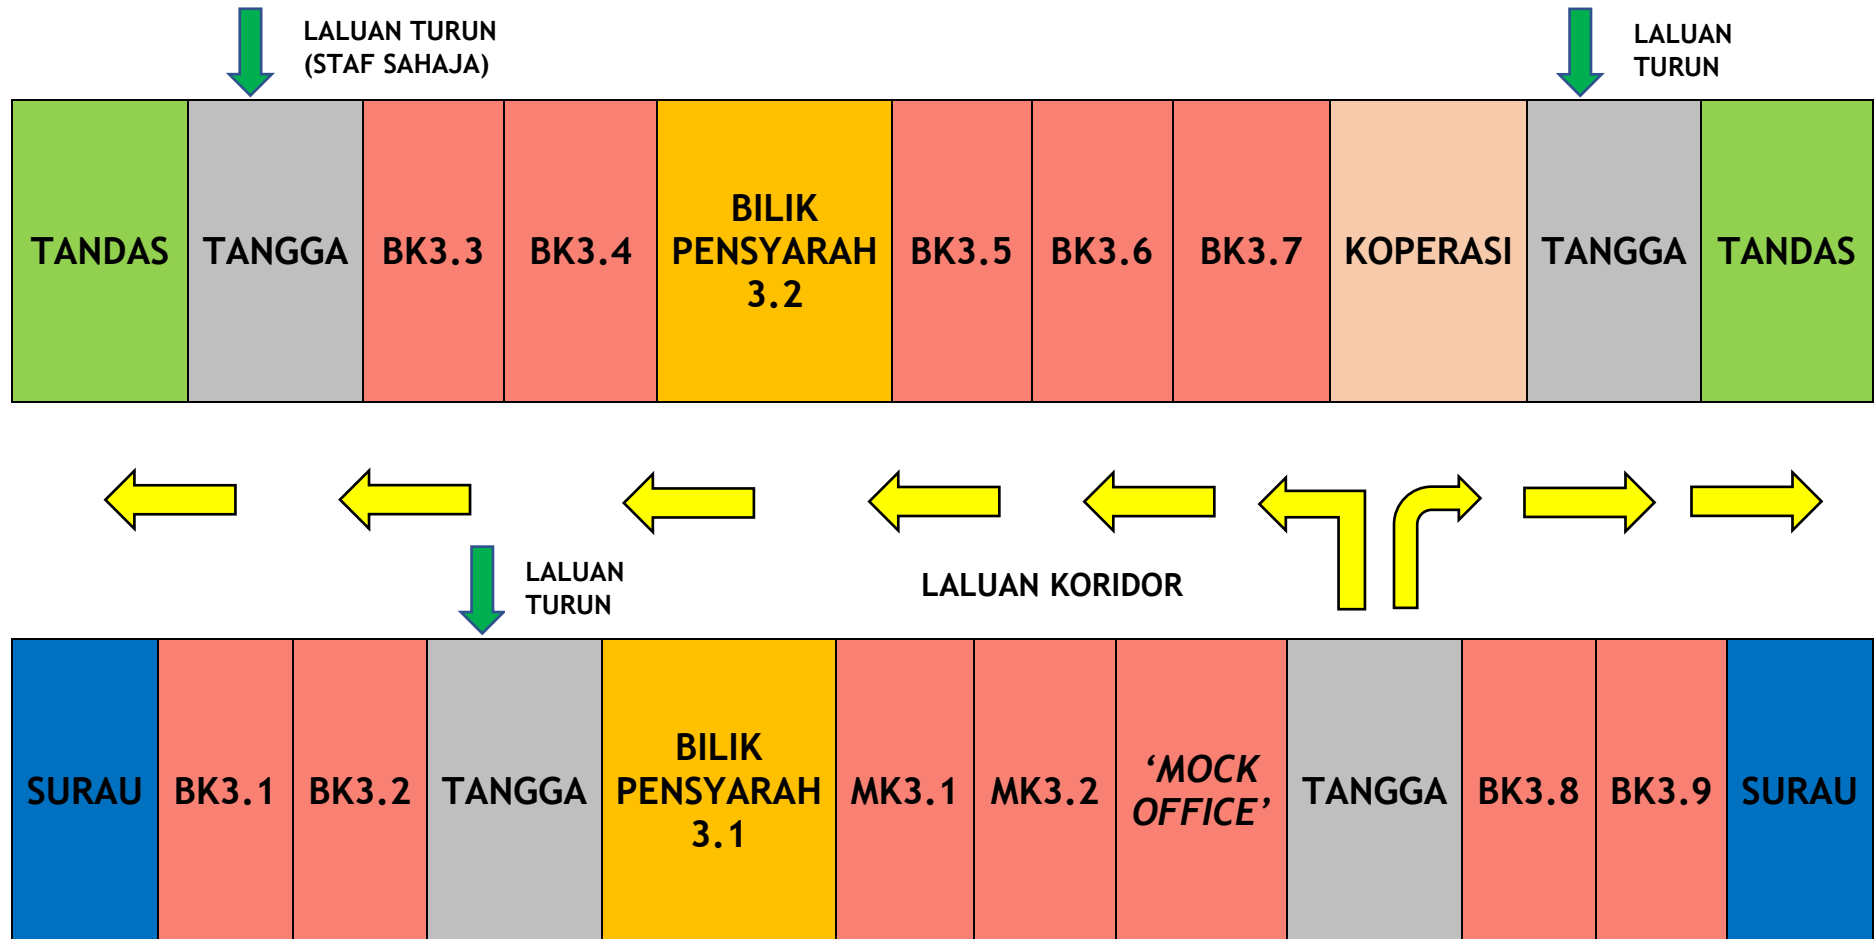 LALUAN TURUN
(STAF SAHAJA)
LALUAN
TURUN
TANDAS
TANGGA
BK3.3
BK3.4
BILIK
PENSYARAH
3.2
BK3.5
BK3.6
BK3.7
KOPERASI
TANGGA
TANDAS
LALUAN
TURUN
LALUAN KORIDOR
SURAU
BK3.1
BK3.2
TANGGA
BILIK
PENSYARAH
3.1
MK3.1
MK3.2
‘MOCK
OFFICE’
TANGGA
BK3.8
BK3.9
SURAU